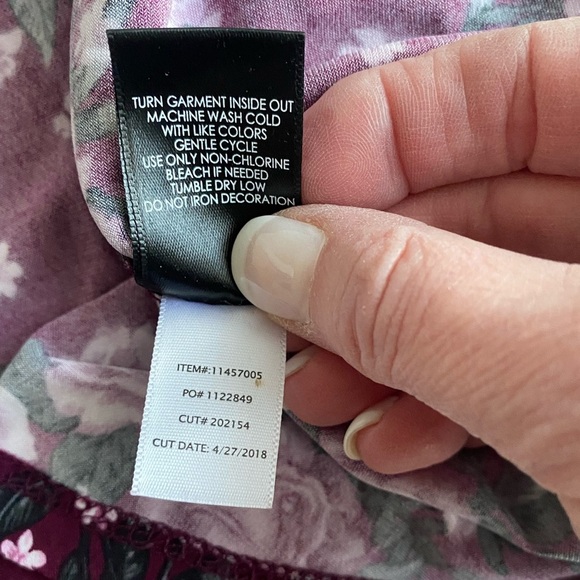 TURN GARMENT INSIDE OUT
MACHINE WASH COLD
WITH LIKE COLORS
GENTLE CYCLE
USE ONLY NON-CHLORINE
BLEACH IF NEEDED
TUMBLE DRY LOW
DO NOT IRON DECORATION
ITEM#:11457005
PO# 1122849
CUT# 202154
CUT DATE: 4/27/2018